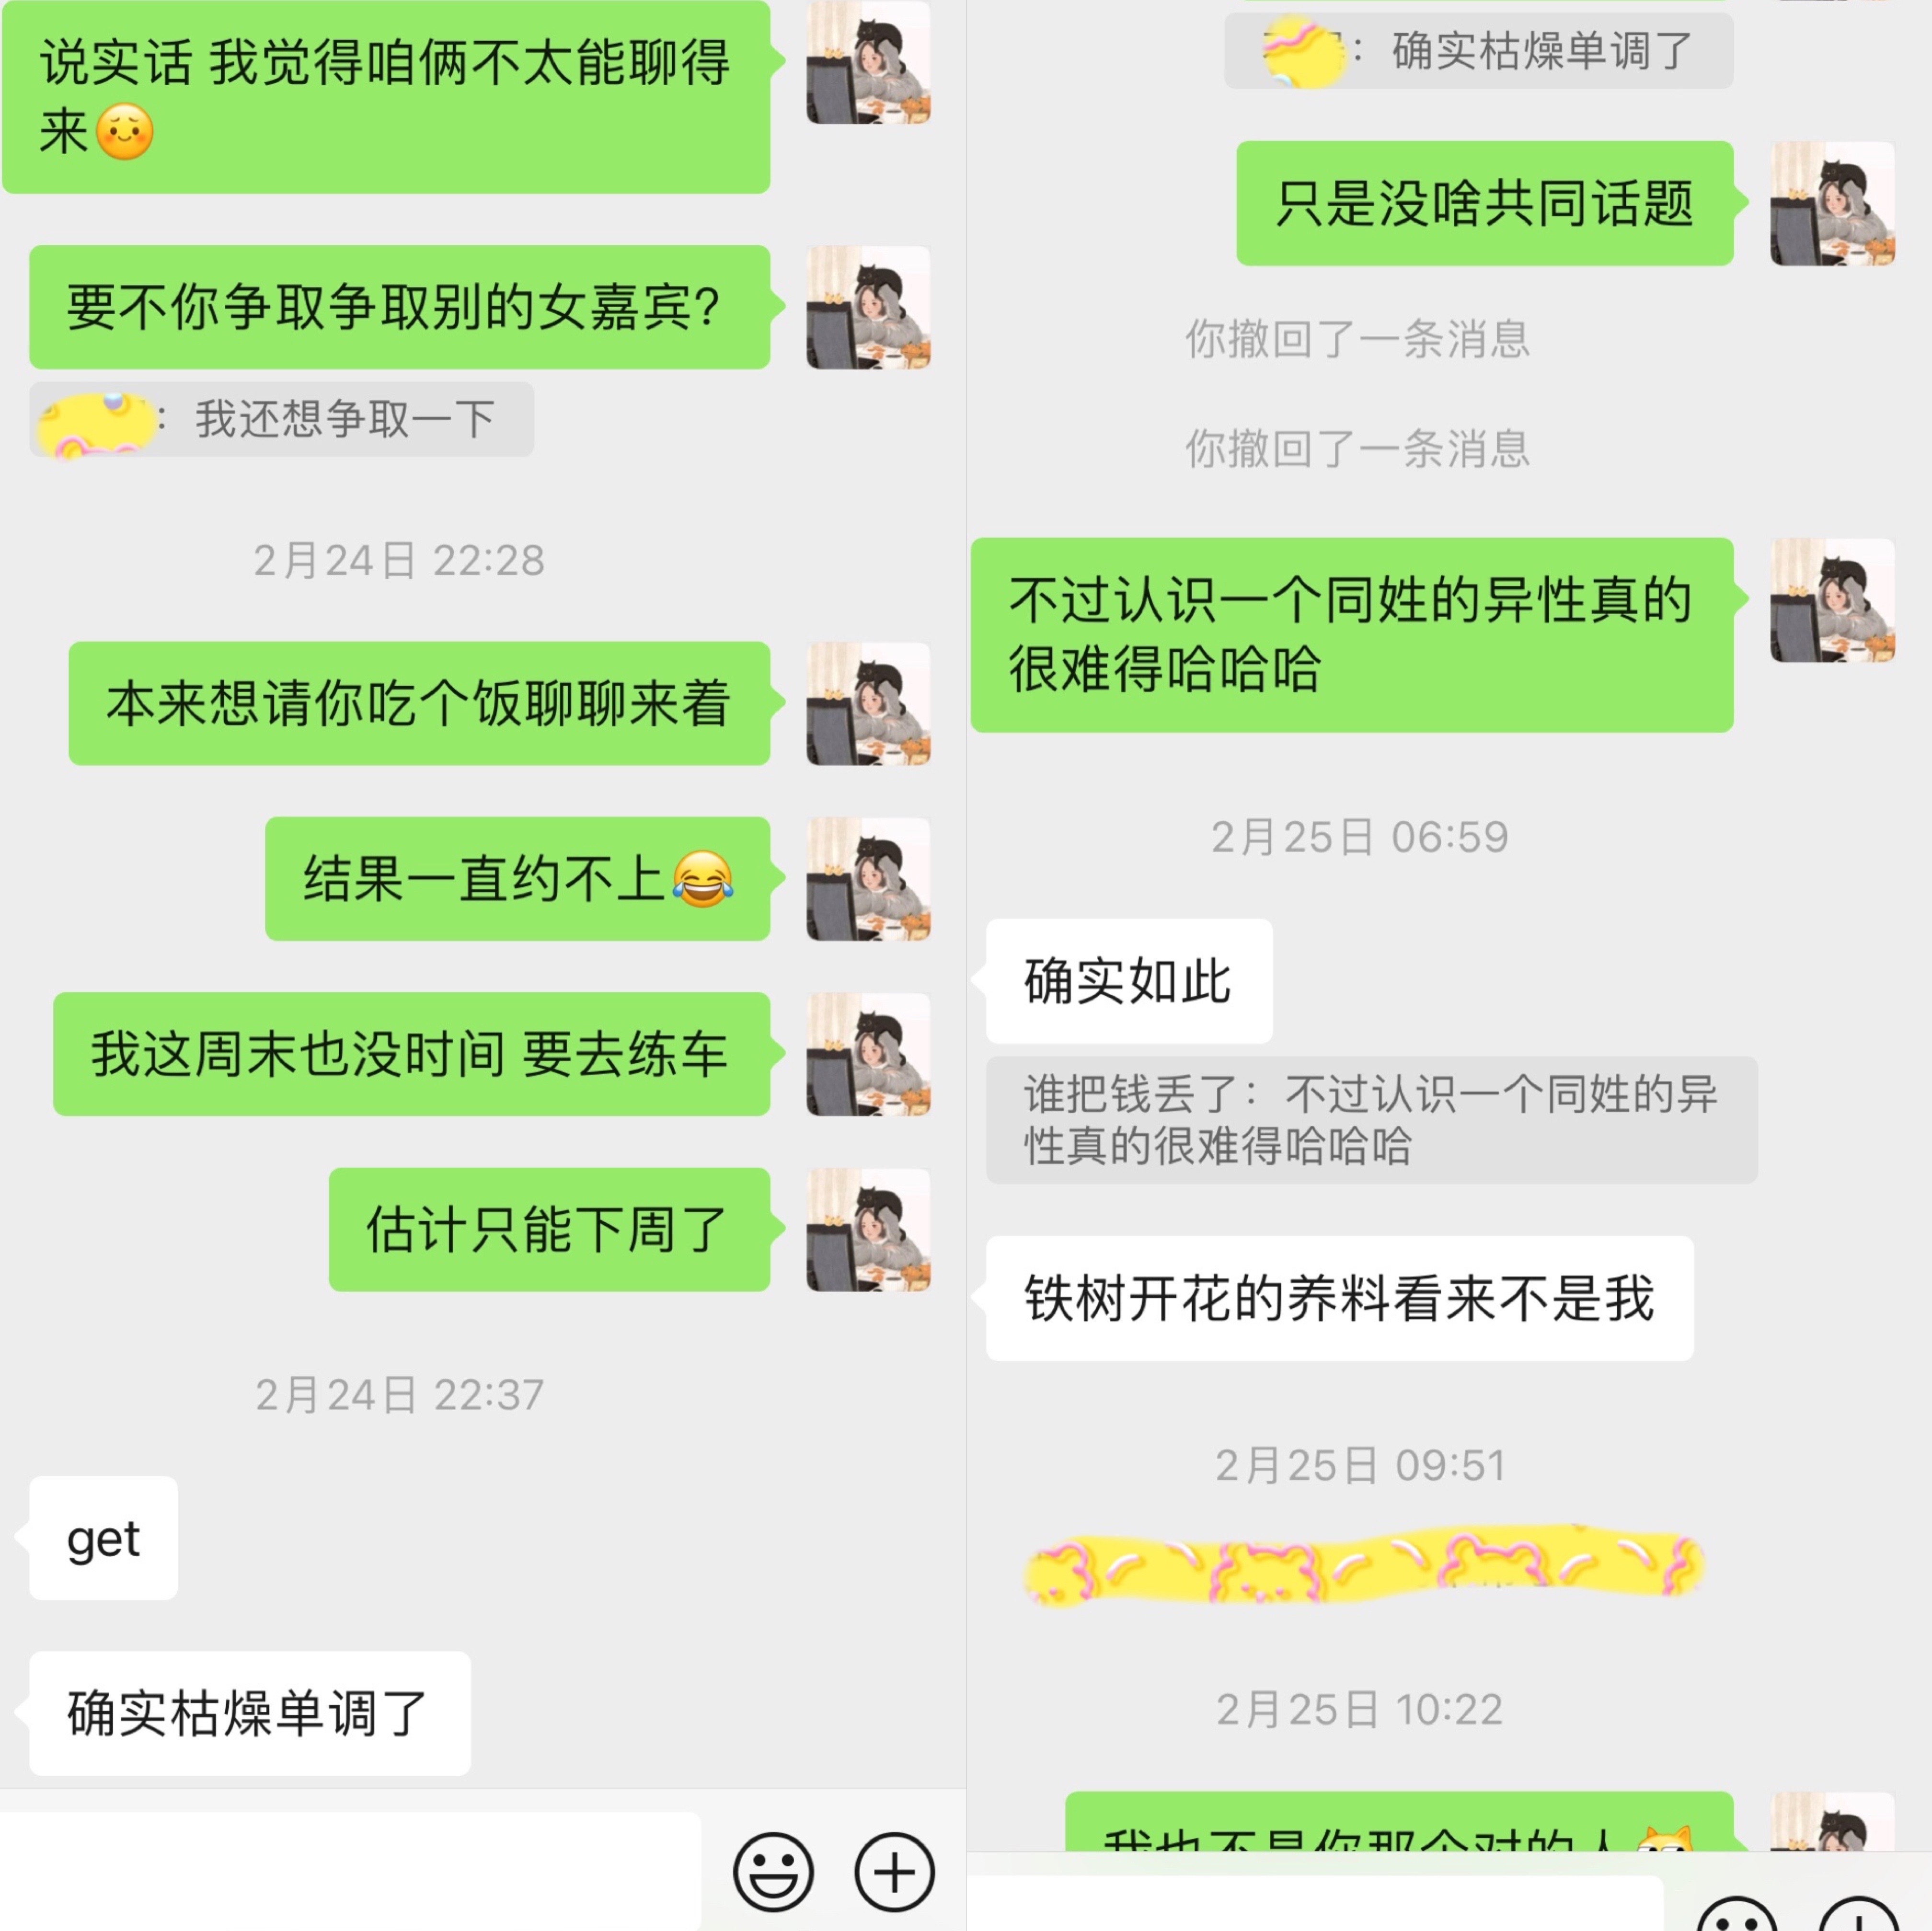 说实话 我觉得咱俩不太能聊得
来😊
要不你争取争取别的女嘉宾?
：我还想争取一下
2月24日 22:28
本来想请你吃个饭聊聊来着
结果一直约不上😂
我这周末也没时间 要去练车
估计只能下周了
2月24日 22:37
get
确实枯燥单调了
：确实枯燥单调了
只是没啥共同话题
你撤回了一条消息
你撤回了一条消息
不过认识一个同姓的异性真的
很难得哈哈哈
2月25日 06:59
确实如此
谁把钱丢了：不过认识一个同姓的异
性真的很难得哈哈哈
铁树开花的养料看来不是我
2月25日 09:51
2月25日 10:22
我也不是你那个对的人